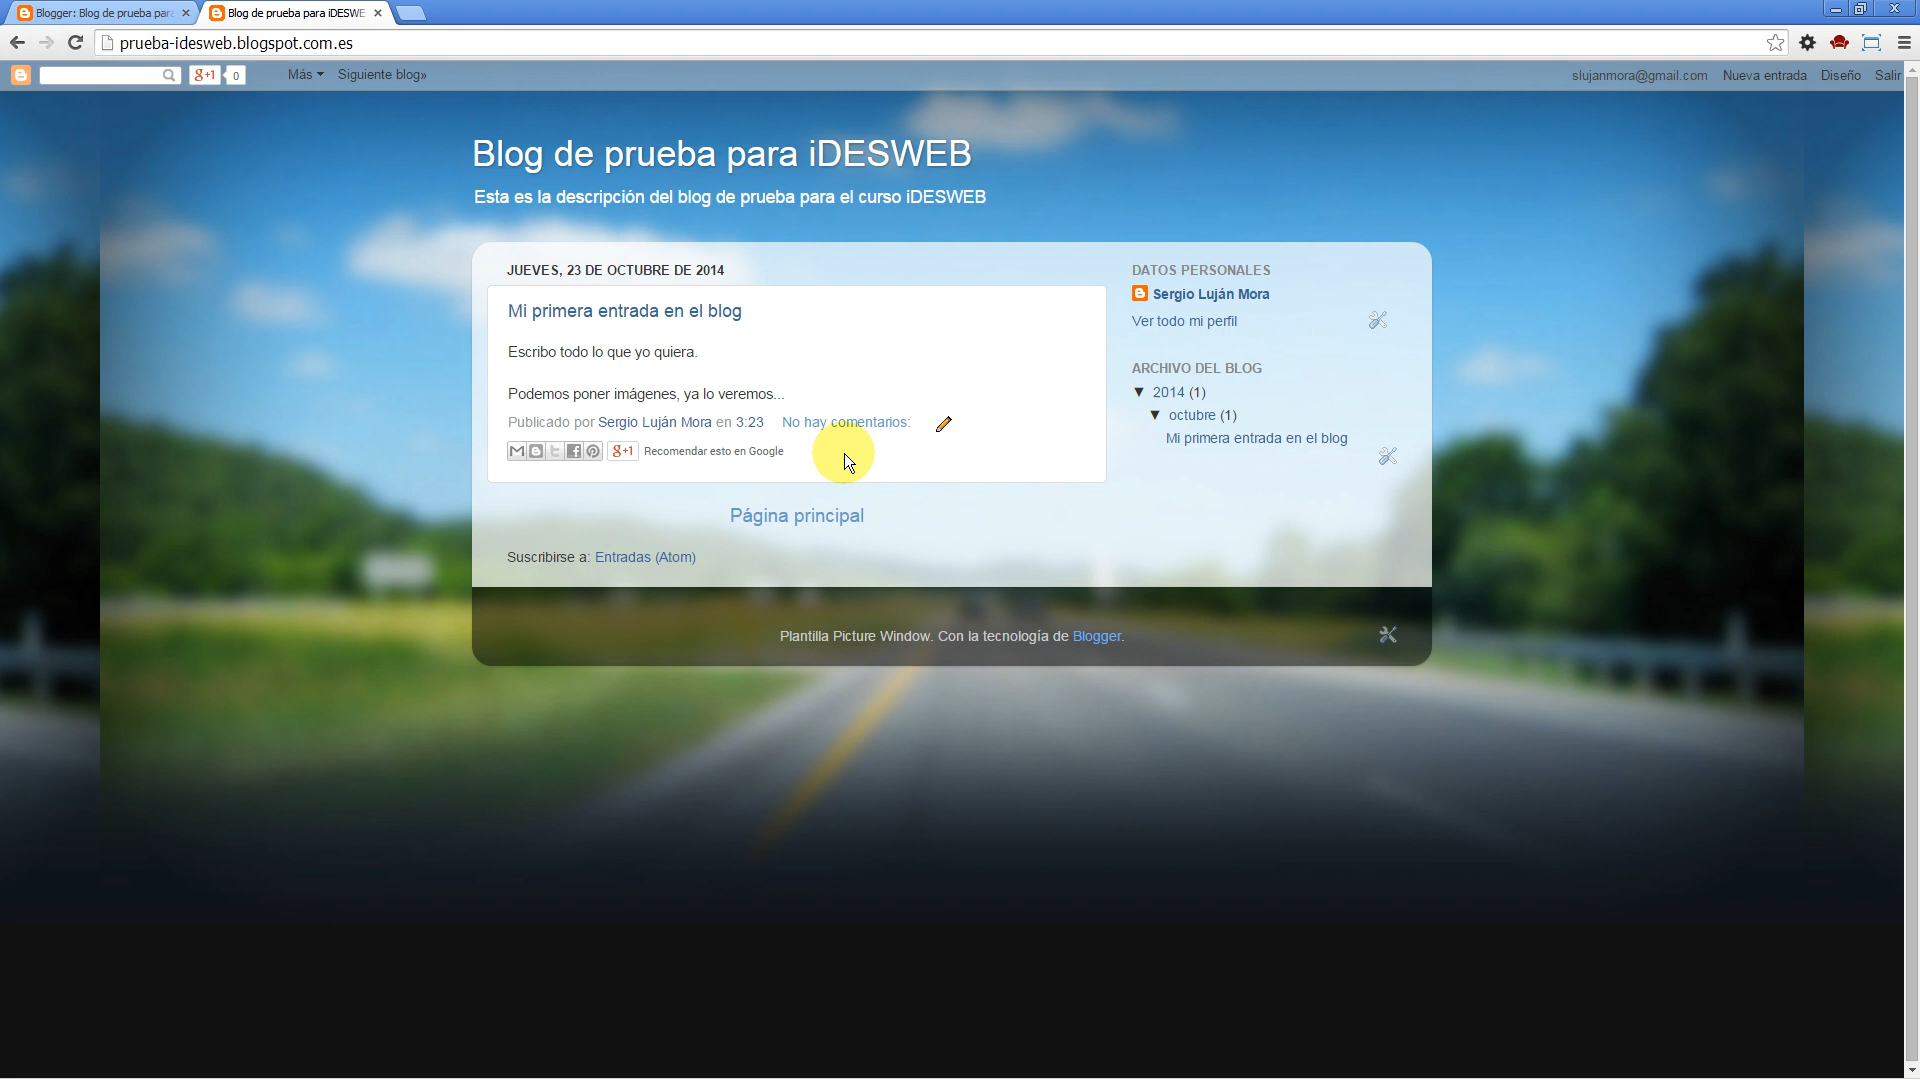 Blogger: Blog de prueba para
Blog de prueba para iDESWE
prueba-idesweb.blogspot.com.es
g+1 0 Más Siguiente blog» slujanmora@gmail.com Nueva entrada Diseño Salir
Blog de prueba para iDESWEB
Esta es la descripción del blog de prueba para el curso iDESWEB
JUEVES, 23 DE OCTUBRE DE 2014
Mi primera entrada en el blog
Escribo todo lo que yo quiera.
Podemos poner imágenes, ya lo veremos...
Publicado por Sergio Luján Mora en 3:23 No hay comentarios:
g+1 Recomendar esto en Google
Página principal
Suscribirse a: Entradas (Atom)
DATOS PERSONALES
Sergio Luján Mora
Ver todo mi perfil
ARCHIVO DEL BLOG
▼ 2014 (1)
▼ octubre (1)
Mi primera entrada en el blog
Plantilla Picture Window. Con la tecnología de Blogger.